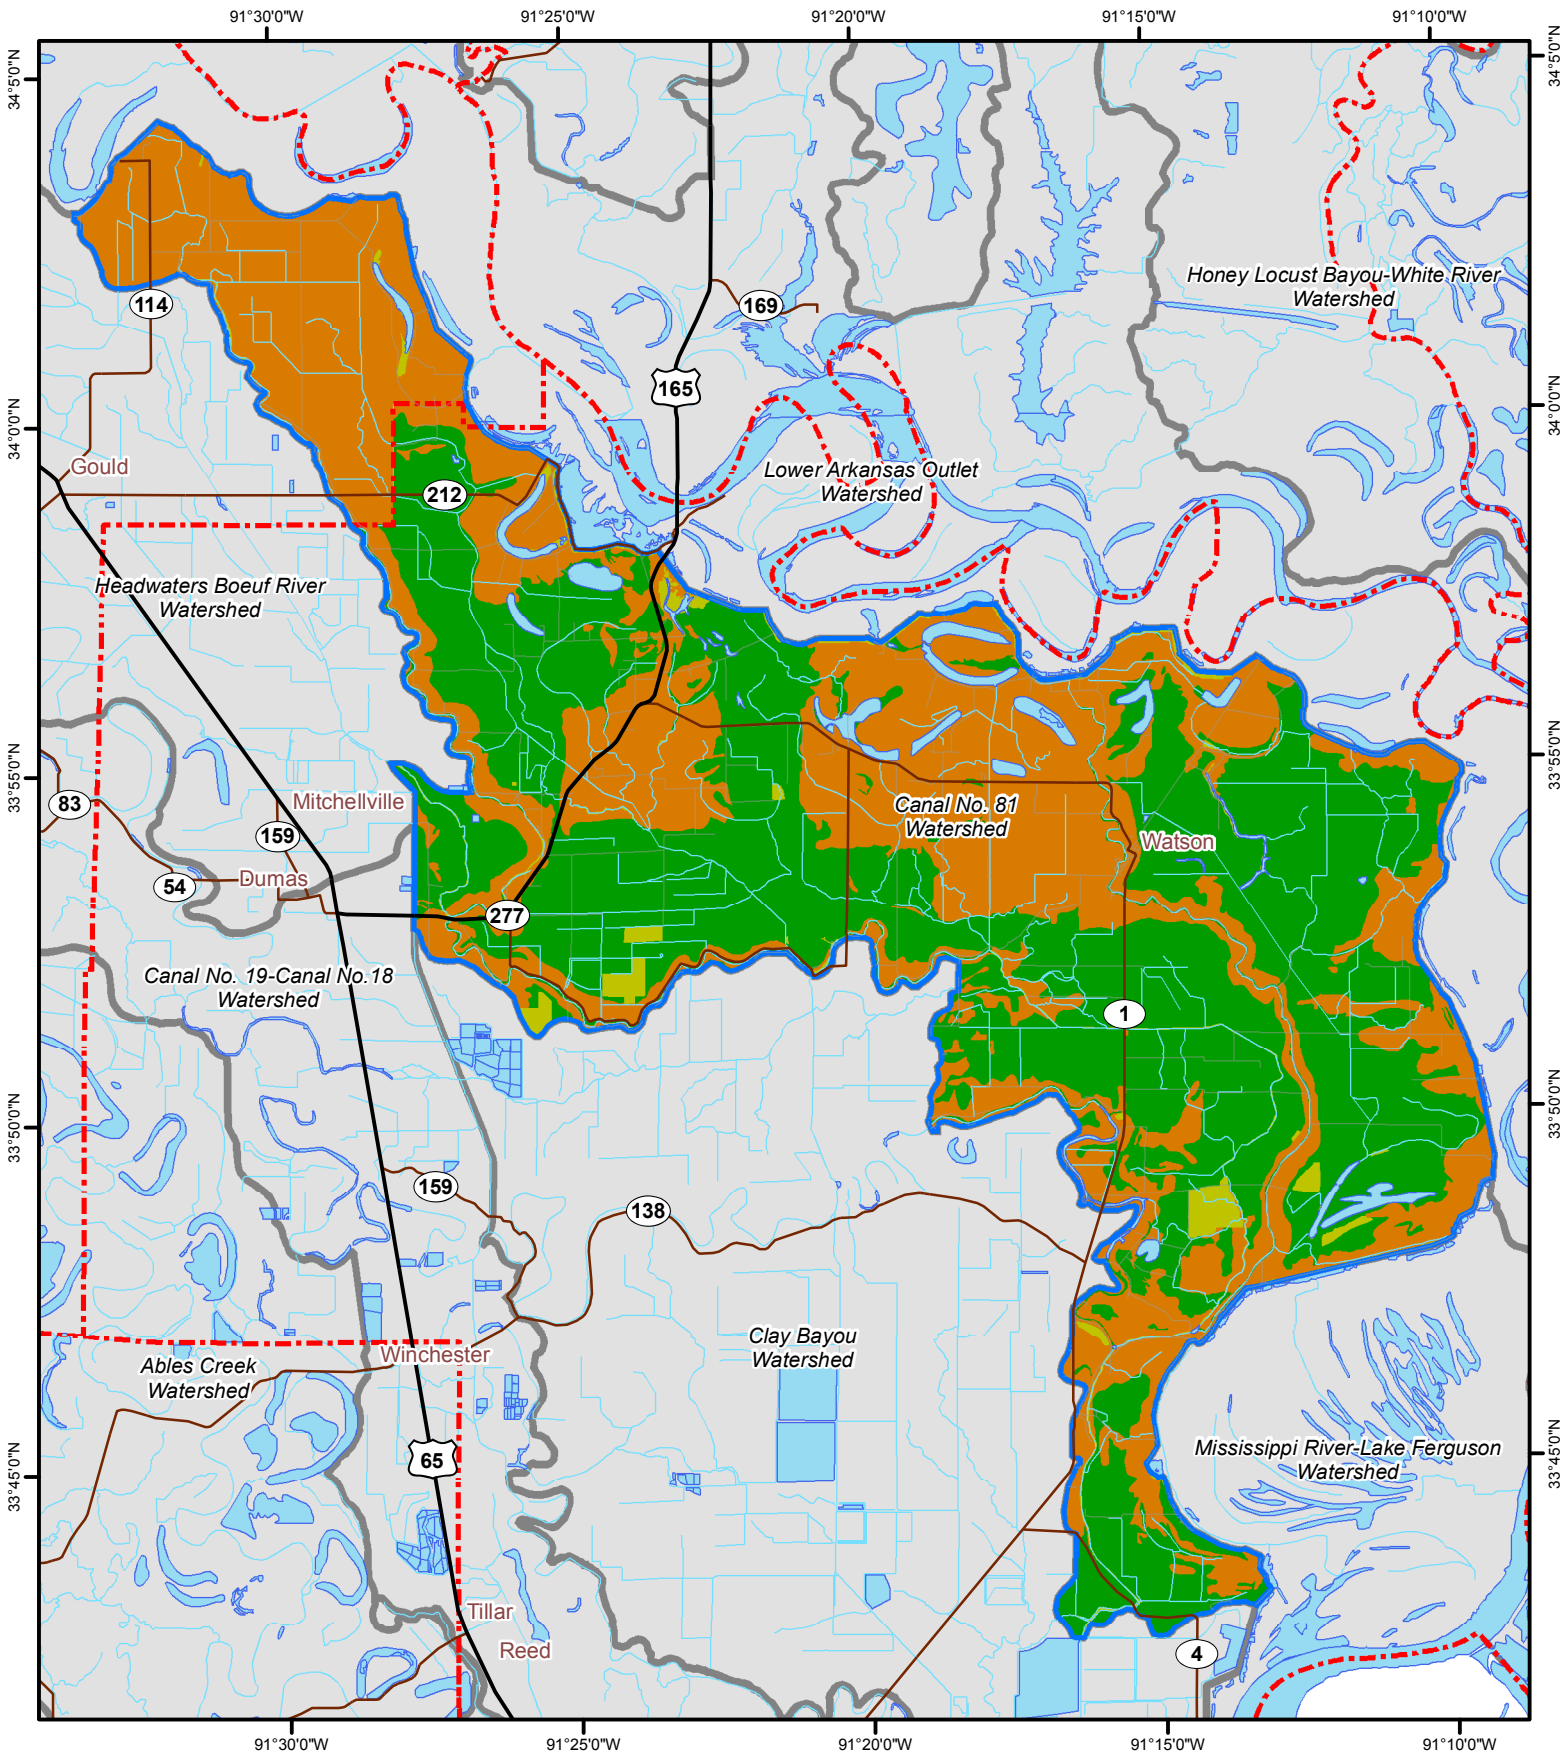 91°30'0"W
91°25'0"W
91°20'0"W
91°15'0"W
91°10'0"W
34°5'0"N
34°5'0"N
Honey Locust Bayou-White River
Watershed
114
169
165
34°0'0"N
34°0'0"N
Gould
Lower Arkansas Outlet
Watershed
212
Headwaters Boeuf River
Watershed
33°55'0"N
33°55'0"N
83
Mitchellville
Canal No. 81
Watershed
159
Watson
54
Dumas
277
Canal No. 19-Canal No.18
Watershed
1
33°50'0"N
33°50'0"N
159
138
Clay Bayou
Watershed
Winchester
Ables Creek
Watershed
65
Mississippi River-Lake Ferguson
Watershed
33°45'0"N
33°45'0"N
Tillar
Reed
4
91°30'0"W
91°25'0"W
91°20'0"W
91°15'0"W
91°10'0"W